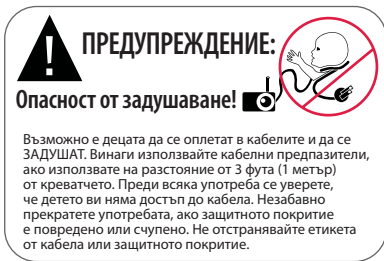 ПРЕДУПРЕЖДЕНИЕ:
Опасност от задушаване!
Възможно е децата да се оплетат в кабелите и да се
ЗАДУШАТ. Винаги използвайте кабелни предпазители,
ако използвате на разстояние от 3 фута (1 метър)
от креватчето. Преди всяка употреба се уверете,
че детето ви няма достъп до кабела. Незабавно
прекратете употребата, ако защитното покритие
е повредено или счупено. Не отстранявайте етикета
от кабела или защитното покритие.